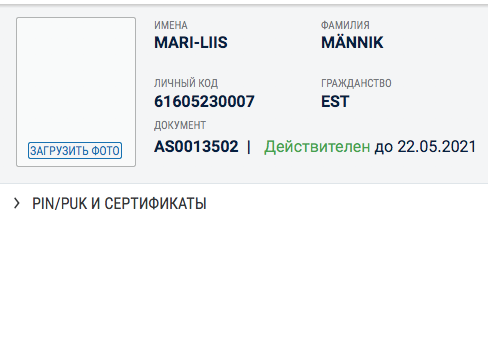 ИМЕНА
MARI-LIIS
ФАМИЛИЯ
MÄNNIK
ЛИЧНЫЙ КОД
61605230007
ГРАЖДАНСТВО
EST
ДОКУМЕНТ
AS0013502 | Действителен до 22.05.2021
ЗАГРУЗИТЬ ФОТО
PIN/PUK И СЕРТИФИКАТЫ